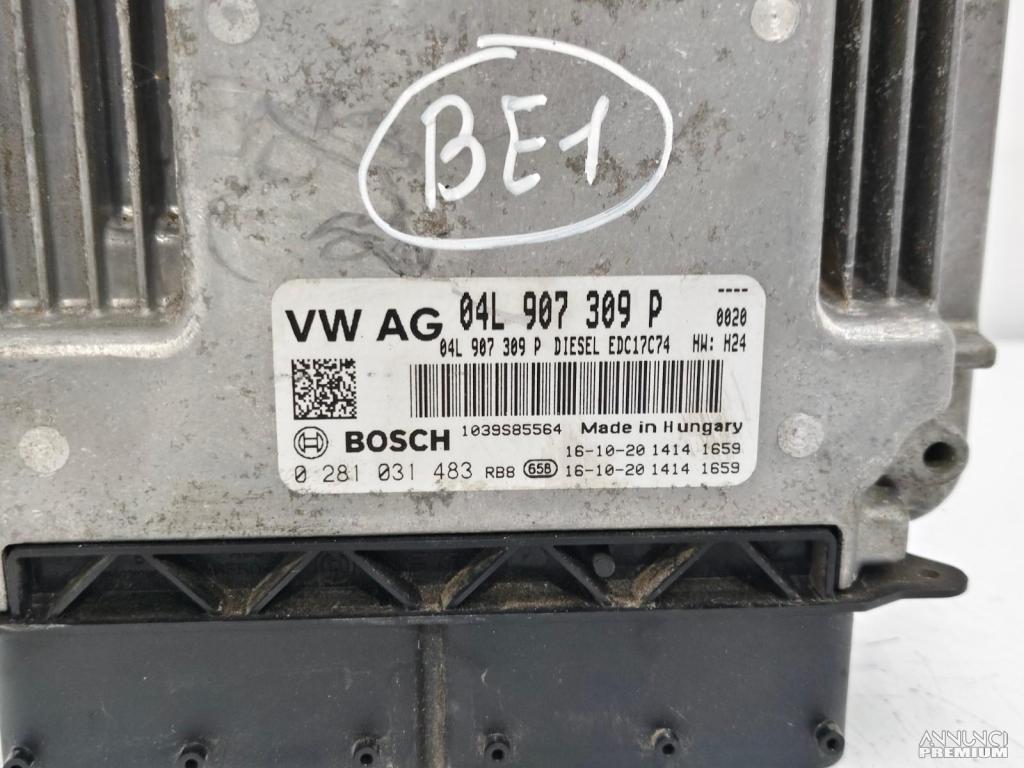 BE1
VW AG 04L 907 309 P ----
0020
04L 907 309 P DIESEL EDC17C74 HW: H24
BOSCH 1039S85564 Made in Hungary
16-10-20 1414 1659
0 281 031 483 RB8 658 16-10-20 1414 1659
ANNUNCI
PREMIUM